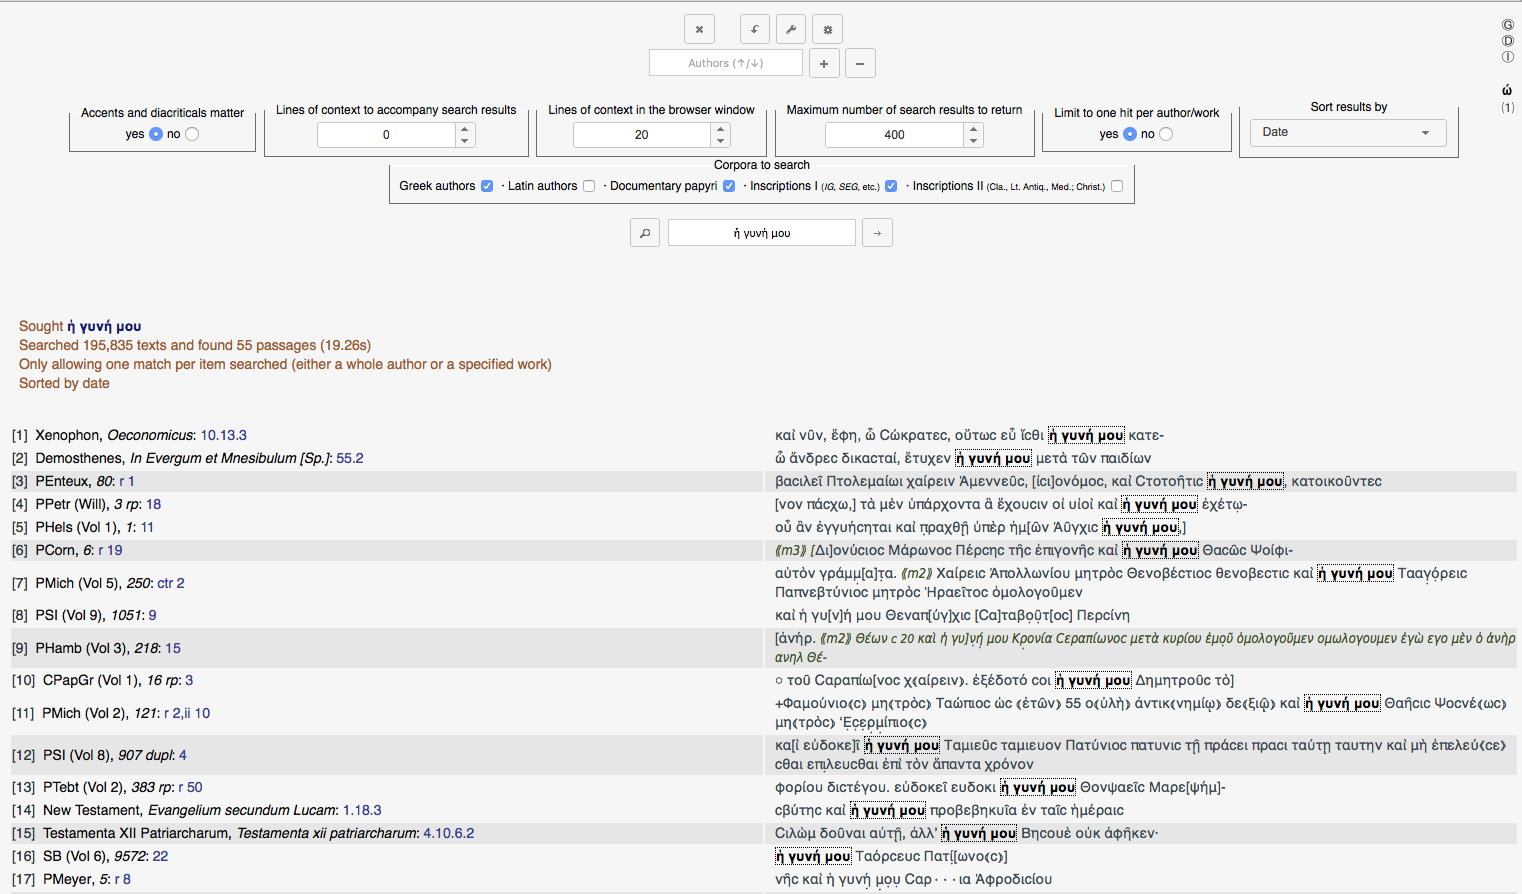 Authors (↑/↓)
+
−
G
D
I
ώ
(1)
Accents and diacriticals matter
yes no
Lines of context to accompany search results
0
Lines of context in the browser window
20
Maximum number of search results to return
400
Limit to one hit per author/work
yes no
Sort results by
Date
Corpora to search
Greek authors · Latin authors · Documentary papyri · Inscriptions I (IG, SEG, etc.) · Inscriptions II (Cla., Lt. Antiq., Med.; Christ.)
ἡ γυνή μου
→
Sought ἡ γυνή μου
Searched 195,835 texts and found 55 passages (19.26s)
Only allowing one match per item searched (either a whole author or a specified work)
Sorted by date
[1] Xenophon, Oeconomicus: 10.13.3
καὶ νῦν, ἔφη, ὦ Ϲώκρατεϲ, οὕτωϲ εὖ ἴϲθι ἡ γυνή μου κατε-
[2] Demosthenes, In Evergum et Mnesibulum [Sp.]: 55.2
ὦ ἄνδρεϲ δικαϲταί, ἔτυχεν ἡ γυνή μου μετὰ τῶν παιδίων
[3] PEnteux, 80: r 1
βαϲιλεῖ Πτολεμαίωι χαίρειν Ἀμεννεῦϲ, [ἰϲι]ονόμοϲ, καὶ Ϲτοτοῆτιϲ ἡ γυνή μου, κατοικοῦντεϲ
[4] PPetr (Will), 3 rp: 18
[νον πάϲχω,] τὰ μὲν ὑπάρχοντα ἃ ἔχουϲιν οἱ υἱοὶ καὶ ἡ γυνή μου ἐχέτω̣-
[5] PHels (Vol 1), 1: 11
οὗ ἂν ἐγγυήϲηται καὶ π̣ραχθῇ ὑπὲρ ἡμ[ῶν Ἀῦγχιϲ ἡ γυνή μου,]
[6] PCorn, 6: r 19
⟪m3⟫ [Δι]ονύϲιοϲ Μάρωνοϲ Πέρϲηϲ τῆϲ ἐπιγονῆϲ καὶ ἡ γυνή μου Θαϲῶϲ Ψοίφι-
[7] PMich (Vol 5), 250: ctr 2
αὐτὸν γράμμ̣[α]τ̣α. ⟪m2⟫ Χαίρειϲ Ἀπολλωνίου μητρὸϲ Θενοβέϲτιοϲ θενοβεϲτιϲ καὶ ἡ γυνή μου Τααγό̣ρειϲ
Παπνεβτύνιοϲ μητρὸϲ Ἡραεῖτοϲ ὁμολογοῦμεν
[8] PSI (Vol 9), 1051: 9
καὶ ἡ γυ[ν]ή μου Θεναπ[ύγ]χιϲ [Ϲα]ταβο̣ῦ̣τ[οϲ] Περϲίνη
[9] PHamb (Vol 3), 218: 15
[ἀνήρ. ⟪m2⟫ Θέων ϲ 20 καὶ ἡ γυ]ν̣ή̣ μου Κρ̣ονία Ϲεραπίωνοϲ μετὰ κυρίου ἐμο̣ῦ ὁμολογοῦμεν ομωλογουμεν ἐγὼ εγο μὲν ὁ ἀνὴρ
ανηλ Θέ-
[10] CPapGr (Vol 1), 16 rp: 3
○ τοῦ Ϲαραπίω[νοϲ χ⟨αίρειν⟩. ἐξέδοτό ϲοι ἡ γυνή μου Δημητροῦϲ τὸ]
[11] PMich (Vol 2), 121: r 2,ii 10
+Φαμούνιο⟨ϲ⟩ μη⟨τρὸϲ⟩ Ταώπιοϲ ὡϲ ⟨ἐτῶν⟩ 55 ο⟨ὐλὴ⟩ ἀντικ⟨νημίῳ⟩ δε⟨ξιῷ⟩ καὶ ἡ γυνή μου Θαῆϲιϲ Ψοϲνέ⟨ωϲ⟩
μη⟨τρὸϲ⟩ Ἑ̣ϲ̣ε̣ρμ̣ίπιο⟨ϲ⟩
[12] PSI (Vol 8), 907 dupl: 4
κα[ὶ εὐδοκε]ῖ ἡ γυνή μου Ταμιεῦϲ ταμιευον Πατύνιοϲ πατυνιϲ τῇ πράϲει πραϲι ταύτῃ ταυτην καὶ μὴ ἐπελεύ⟪ϲε⟫
ϲθαι επιλευϲθαι ἐπὶ τὸν ἅπαντα χρόνον
[13] PTebt (Vol 2), 383 rp: r 50
φορίου διϲτέγου. εὐδοκεῖ ευδοκι ἡ γυνή μου Θονψαεῖϲ Μαρε[ψήμ]-
[14] New Testament, Evangelium secundum Lucam: 1.18.3
ϲβύτηϲ καὶ ἡ γυνή μου προβεβηκυῖα ἐν ταῖϲ ἡμέραιϲ
[15] Testamenta XII Patriarcharum, Testamenta xii patriarcharum: 4.10.6.2
Ϲιλὼμ δοῦναι αὐτῇ, ἀλλ’ ἡ γυνή μου Βηϲουὲ οὐκ ἀφῆκεν·
[16] SB (Vol 6), 9572: 22
ἡ γυνή μου Ταόρϲευϲ Πατί̣[ωνο⟨ϲ⟩]
[17] PMeyer, 5: r 8
νῆϲ καὶ ἡ γυνή̣ μ̣ο̣υ̣ Ϲαρ · · · ια Ἀφροδιϲίου